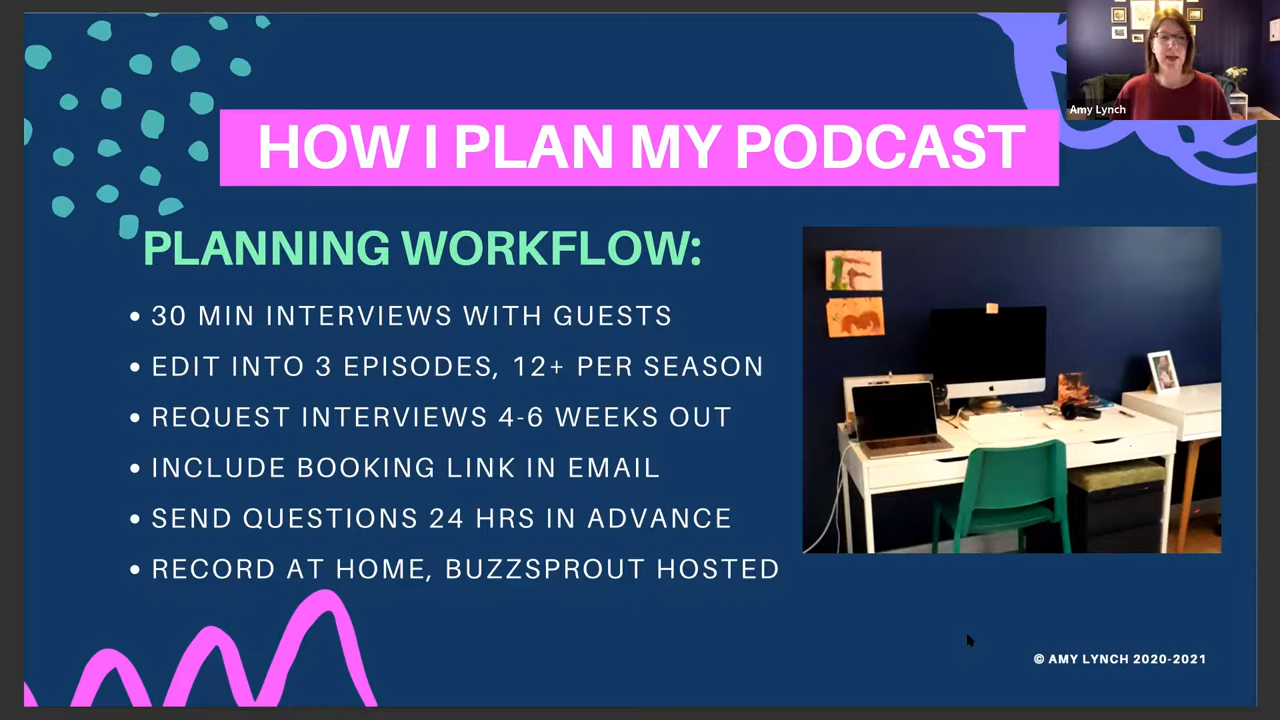 Amy Lynch
HOW I PLAN MY PODCAST
PLANNING WORKFLOW:
• 30 MIN INTERVIEWS WITH GUESTS
• EDIT INTO 3 EPISODES, 12+ PER SEASON
• REQUEST INTERVIEWS 4-6 WEEKS OUT
• INCLUDE BOOKING LINK IN EMAIL
• SEND QUESTIONS 24 HRS IN ADVANCE
• RECORD AT HOME, BUZZSPROUT HOSTED
© AMY LYNCH 2020-2021